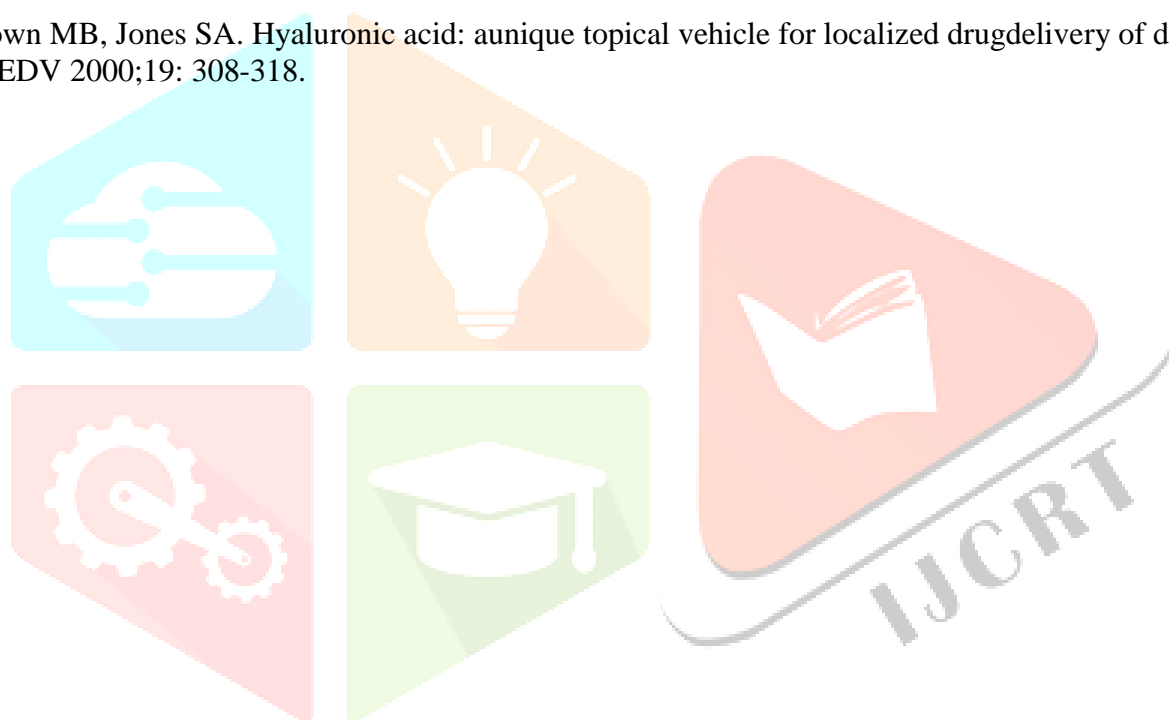 own MB, Jones SA. Hyaluronic acid: aunique topical vehicle for localized drugdelivery of d
EDV 2000;19: 308-318.
IJCRT